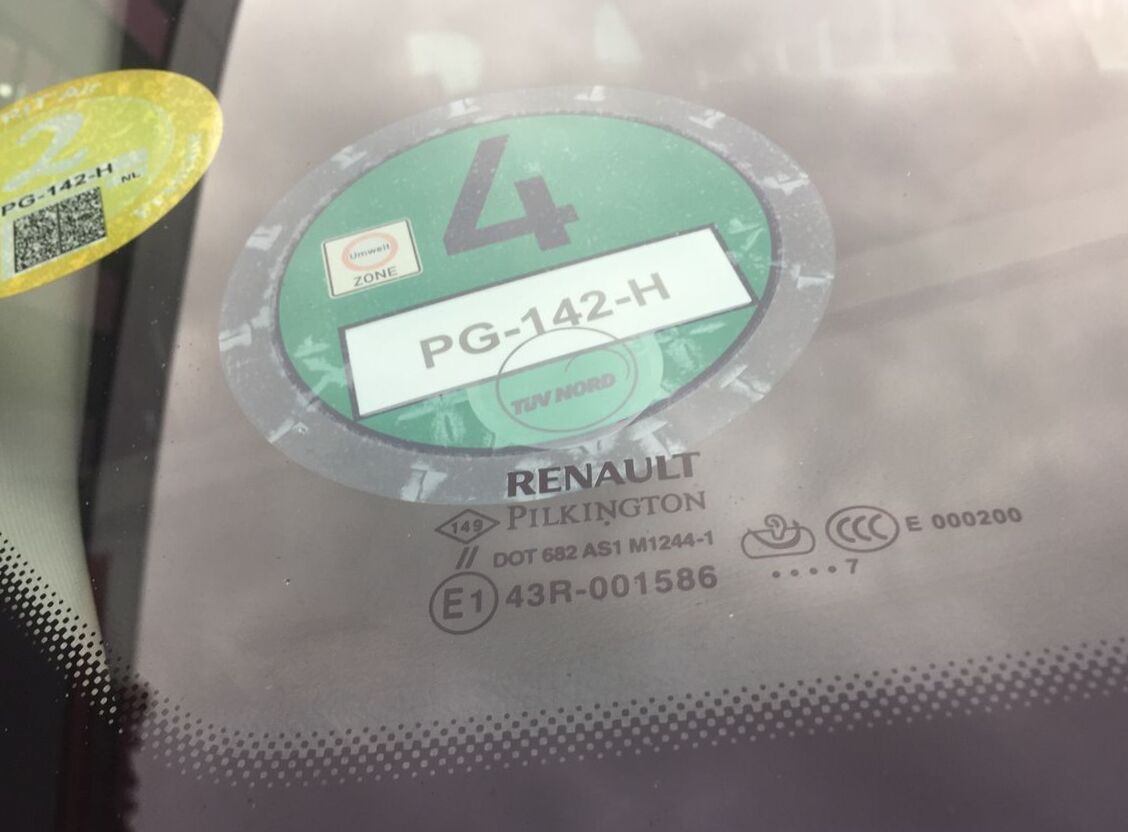 2
PG-142-H
NL
4
Umwelt
ZONE
PG-142-H
TÜV NORD
RENAULT
149 PILKINGTON
// DOT 682 AS1 M1244-1
CCC E 000200
E1 43R-001586
····7